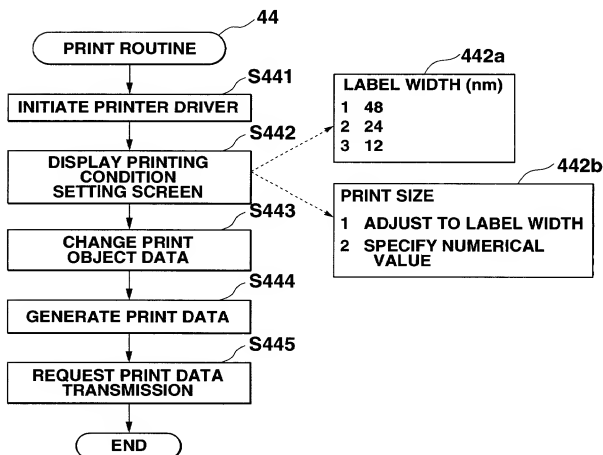 44
PRINT ROUTINE
S441
INITIATE PRINTER DRIVER
S442
DISPLAY PRINTING
CONDITION
SETTING SCREEN
442a
LABEL WIDTH (nm)
1 48
2 24
3 12
442b
PRINT SIZE
1 ADJUST TO LABEL WIDTH
2 SPECIFY NUMERICAL
VALUE
S443
CHANGE PRINT
OBJECT DATA
S444
GENERATE PRINT DATA
S445
REQUEST PRINT DATA
TRANSMISSION
END